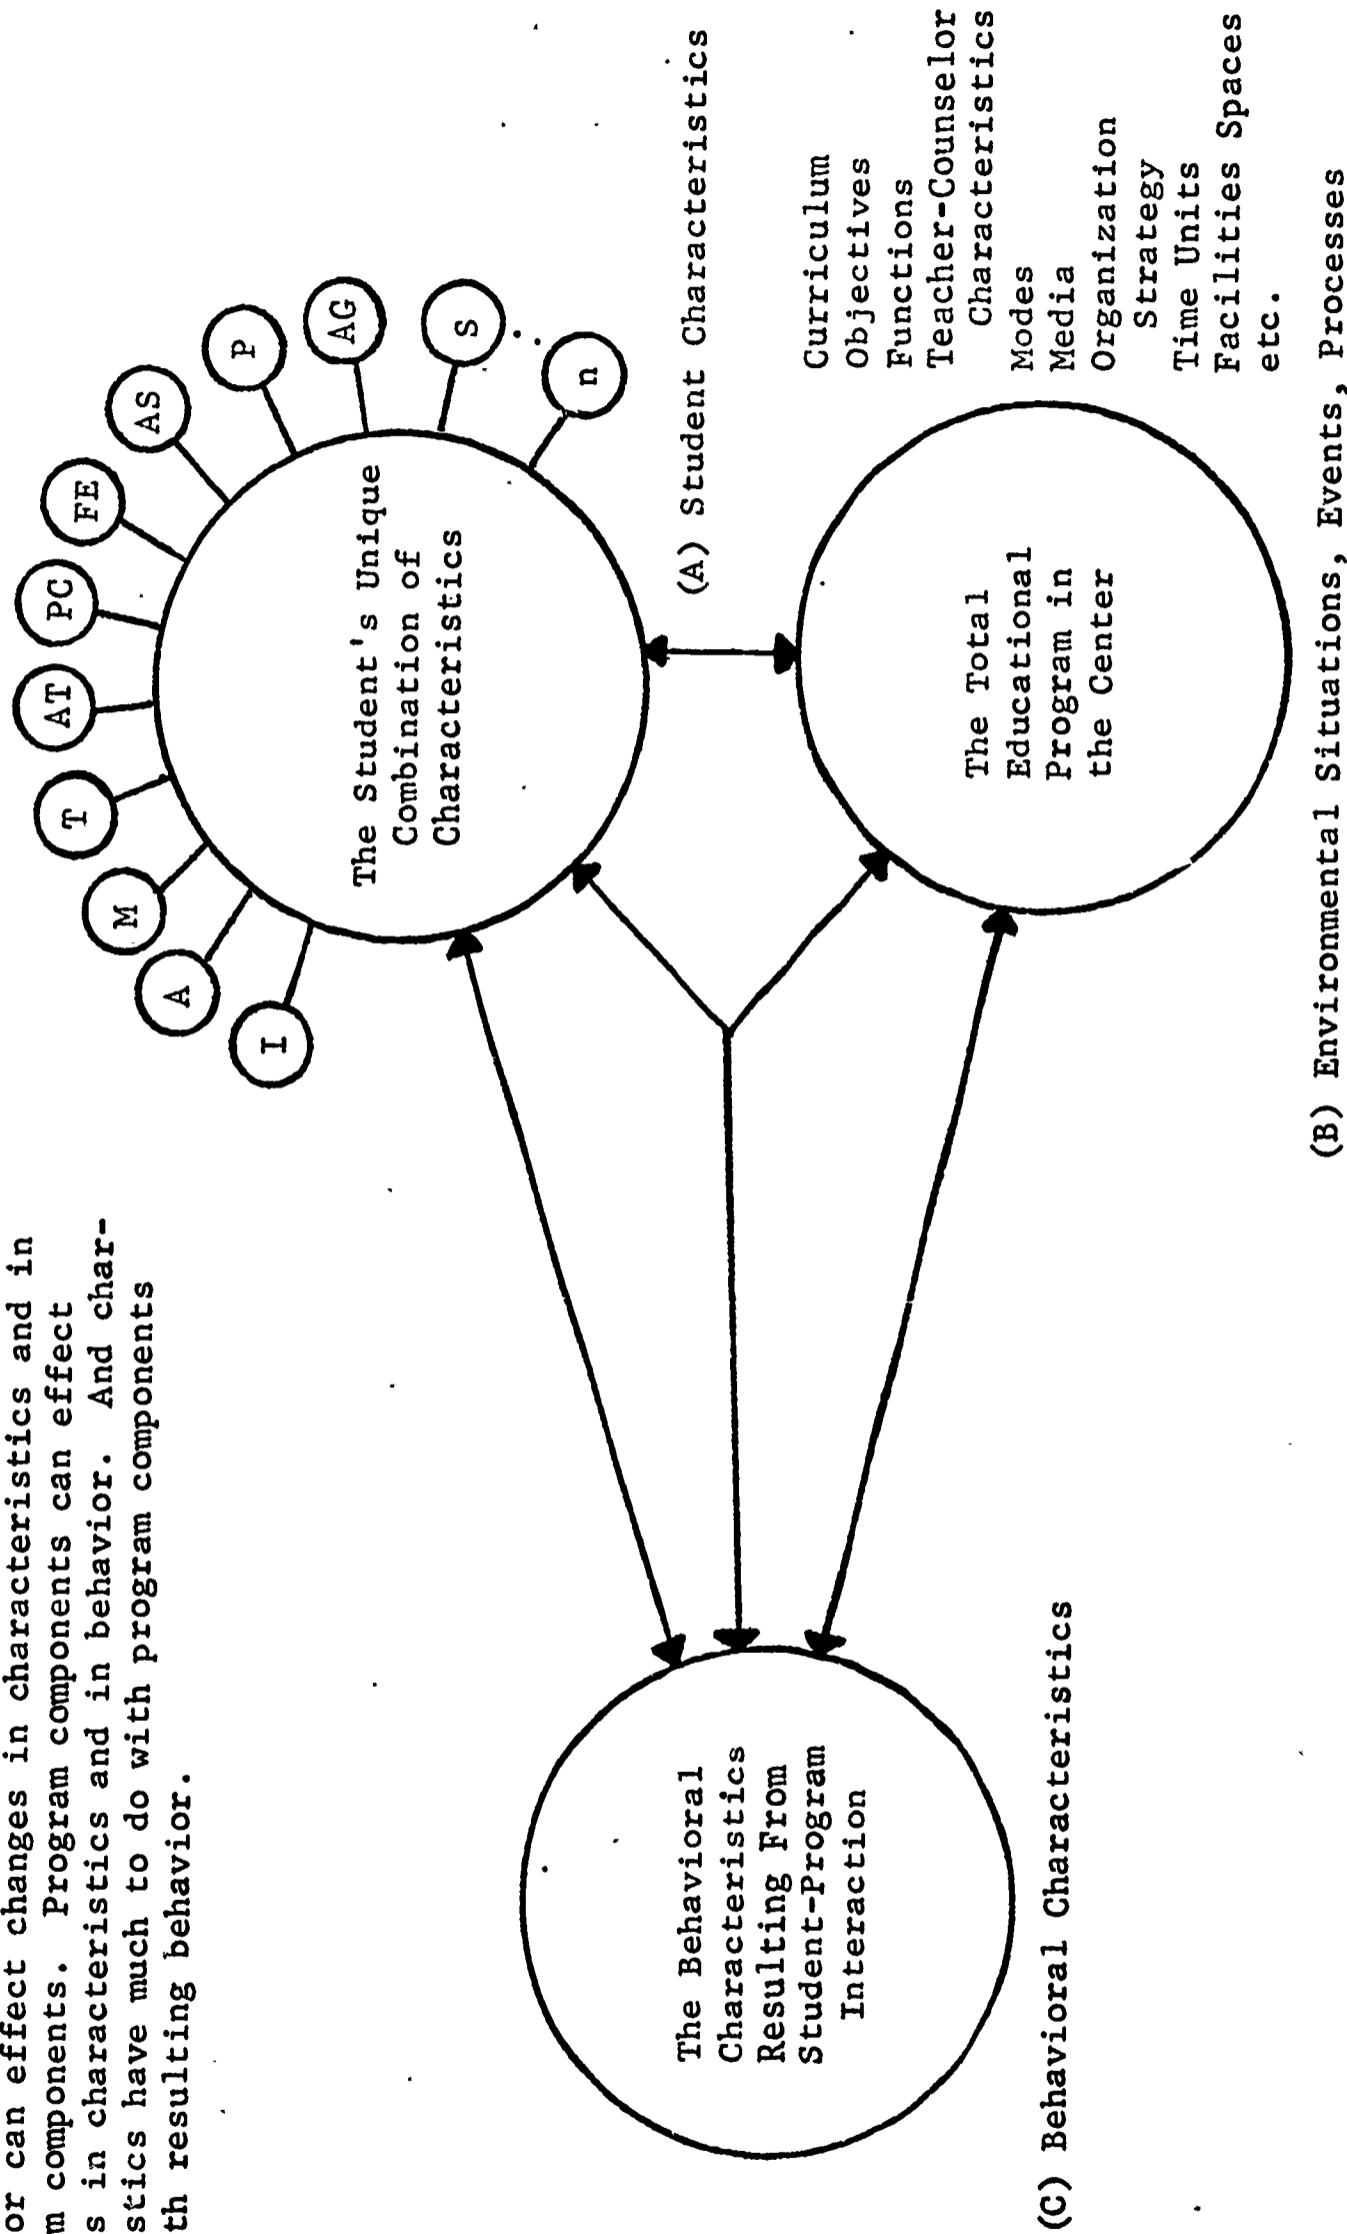 or can effect changes in characteristics and in
m components. Program components can effect
s in characteristics and in behavior. And char-
stics have much to do with program components
th resulting behavior.
I
A
M
T
AT
PC
FE
AS
P
AG
S
n
The Student's Unique
Combination of
Characteristics
(A) Student Characteristics
The Behavioral
Characteristics
Resulting From
Student-Program
Interaction
(C) Behavioral Characteristics
The Total
Educational
Program in
the Center
Curriculum
Objectives
Functions
Teacher-Counselor
Characteristics
Modes
Media
Organization
Strategy
Time Units
Facilities Spaces
etc.
(B) Environmental Situations, Events, Processes